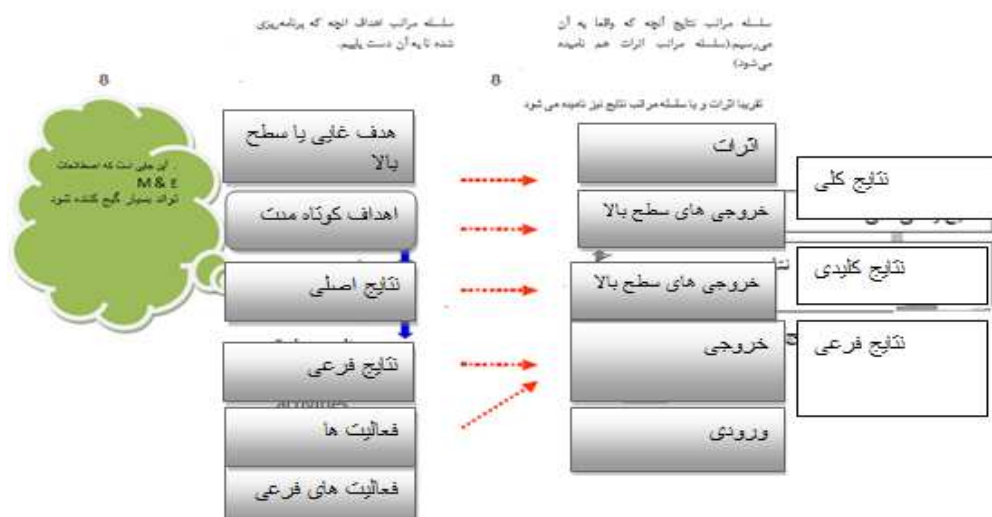 سلسله مراتب اهداف انچه که برنامه‌ریزی
شده تا به آن دست یابیم.
سلسله مراتب نتایج آنچه که واقعا به آن
می‌رسیم(سلسله مراتب اثرات هم نامیده
می‌شود)
8
8
تقریبا اثرات و یا سلسله مراتب نتایج نیز نامیده می شود
. این جایی است که اصطلاحات
M & E
تواند بسیار گیج کننده شود
هدف غایی یا سطح
بالا
اهداف کوتاه مدت
نتایج اصلی
نتایج فرعی
activities
فعالیت ها
فعالیت های فرعی
اثرات
خروجی های سطح بالا
خروجی های سطح بالا
خروجی
ورودی
نتایج کلی
نتایج کلیدی
نتایج فرعی